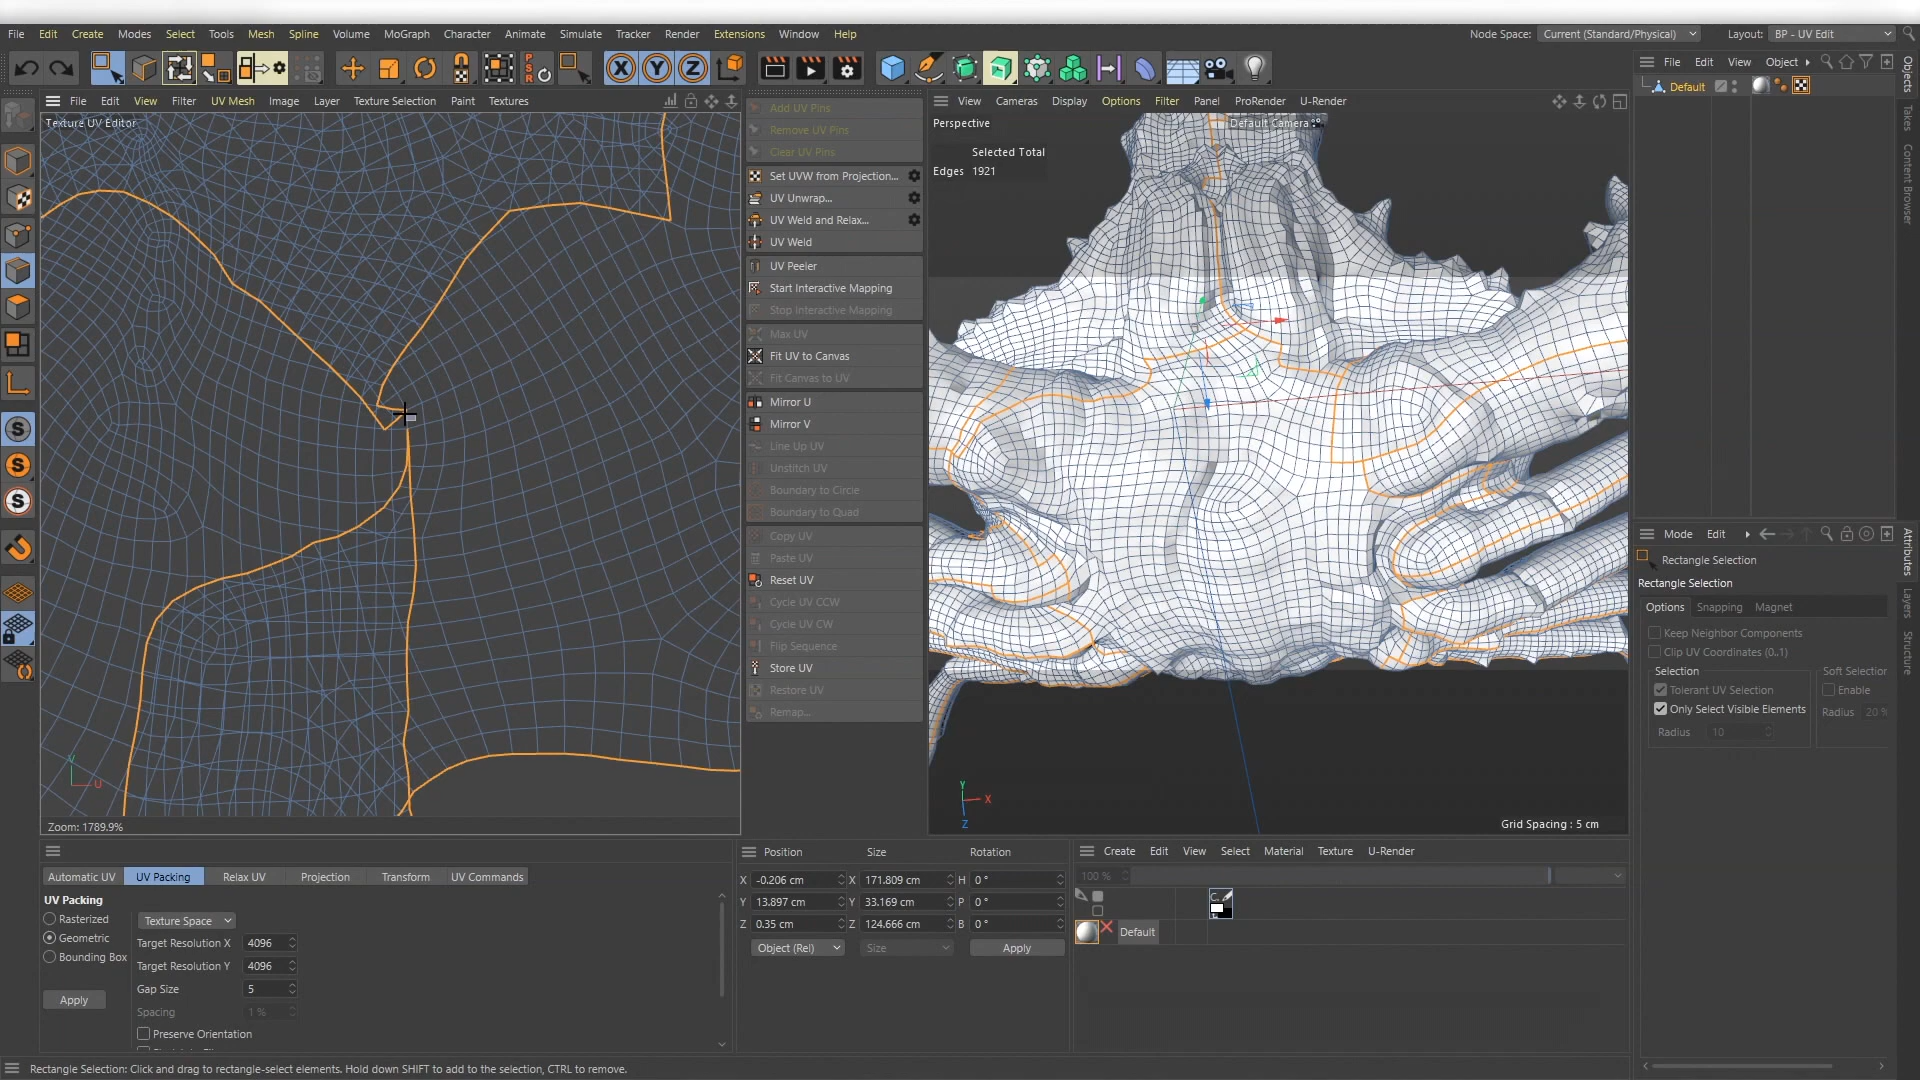 File Edit Create Modes Select Tools Mesh Spline Volume MoGraph Character Animate Simulate Tracker Render Extensions Window Help
Node Space: Current (Standard/Physical) Layout: BP - UV Edit
X Y Z
PSR
File Edit View Filter UV Mesh Image Layer Texture Selection Paint Textures
Texture UV Editor
V
U
Zoom: 1789.9%
Add UV Pins
Remove UV Pins
Clear UV Pins
Set UVW from Projection...
UV Unwrap...
UV Weld and Relax...
UV Weld
UV Peeler
Start Interactive Mapping
Stop Interactive Mapping
Max UV
Fit UV to Canvas
Fit Canvas to UV
Mirror U
Mirror V
Line Up UV
Unstitch UV
Boundary to Circle
Boundary to Quad
Copy UV
Paste UV
Reset UV
Cycle UV CCW
Cycle UV CW
Flip Sequence
Store UV
Restore UV
Remap...
View Cameras Display Options Filter Panel ProRender U-Render
Perspective Default Camera
Selected Total
Edges 1921
Y
X
Z
Grid Spacing : 5 cm
File Edit View Object
Default
Objects
Takes
Content Browser
Mode Edit
Rectangle Selection
Rectangle Selection
Options Snapping Magnet
Keep Neighbor Components
Clip UV Coordinates (0..1)
Selection Soft Selection
Tolerant UV Selection Enable
Only Select Visible Elements Radius 20 %
Radius 10
Attributes
Layers
Structure
Automatic UV UV Packing Relax UV Projection Transform UV Commands
UV Packing
Rasterized
Geometric
Bounding Box
Apply
Texture Space
Target Resolution X 4096
Target Resolution Y 4096
Gap Size 5
Spacing 1 %
Preserve Orientation
Position Size Rotation
X -0.206 cm X 171.809 cm H 0 °
Y 13.897 cm Y 33.169 cm P 0 °
Z 0.35 cm Z 124.666 cm B 0 °
Object (Rel) Size Apply
Create Edit View Select Material Texture U-Render
100 %
Default
Rectangle Selection: Click and drag to rectangle-select elements. Hold down SHIFT to add to the selection, CTRL to remove.